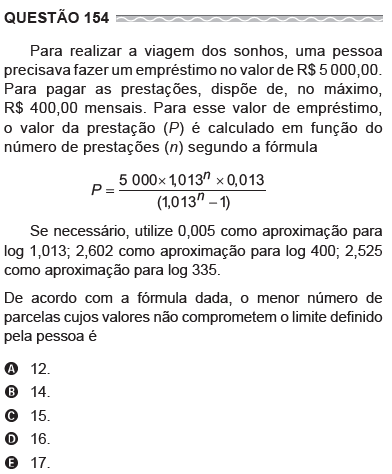 QUESTÃO 154
Para realizar a viagem dos sonhos, uma pessoa
precisava fazer um empréstimo no valor de R$ 5 000,00.
Para pagar as prestações, dispõe de, no máximo,
R$ 400,00 mensais. Para esse valor de empréstimo,
o valor da prestação (P) é calculado em função do
número de prestações (n) segundo a fórmula
P = 5 000×1,013ⁿ ×0,013 / (1,013ⁿ −1)
Se necessário, utilize 0,005 como aproximação para
log 1,013; 2,602 como aproximação para log 400; 2,525
como aproximação para log 335.
De acordo com a fórmula dada, o menor número de
parcelas cujos valores não comprometem o limite definido
pela pessoa é
A 12.
B 14.
C 15.
D 16.
E 17.